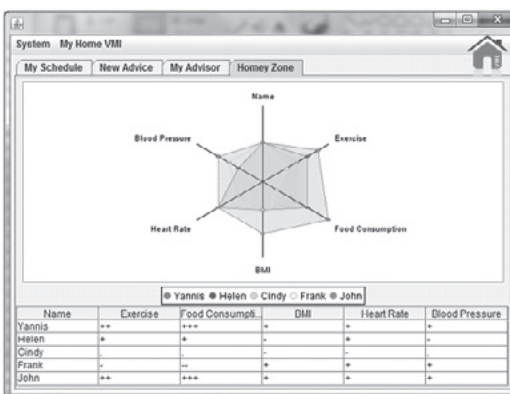 System My Home VMI
My Schedule New Advice My Advisor Homey Zone
Name
Blood Pressure Exercise
Heart Rate Food Consumption
BMI
Yannis Helen Cindy Frank John
Name Exercise Food Consumpti... BMI Heart Rate Blood Pressure
Yannis ++ +++ + + +
Helen + + - + -
Cindy . . - - .
Frank - -- + + +
John ++ +++ + + +